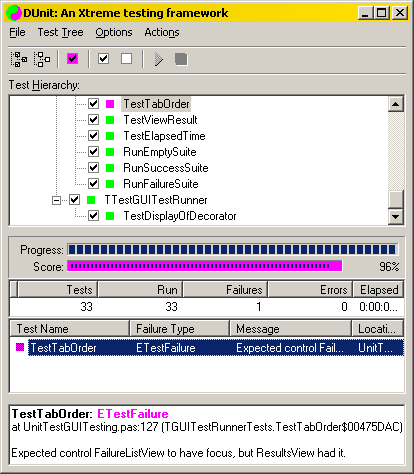 DUnit: An Xtreme testing framework
File Test Tree Options Actions
Test Hierarchy:
TestTabOrder
TestViewResult
TestElapsedTime
RunEmptySuite
RunSuccessSuite
RunFailureSuite
TTestGUITestRunner
TestDisplayOfDecorator
Progress:
Score: 96%
Tests Run Failures Errors Elapsed
33 33 1 0 0:00:0...
Test Name Failure Type Message Locati...
TestTabOrder ETestFailure Expected control Fail... UnitT...
TestTabOrder: ETestFailure
at UnitTestGUITesting.pas:127 (TGUITestRunnerTests.TestTabOrder$00475DAC)
Expected control FailureListView to have focus, but ResultsView had it.